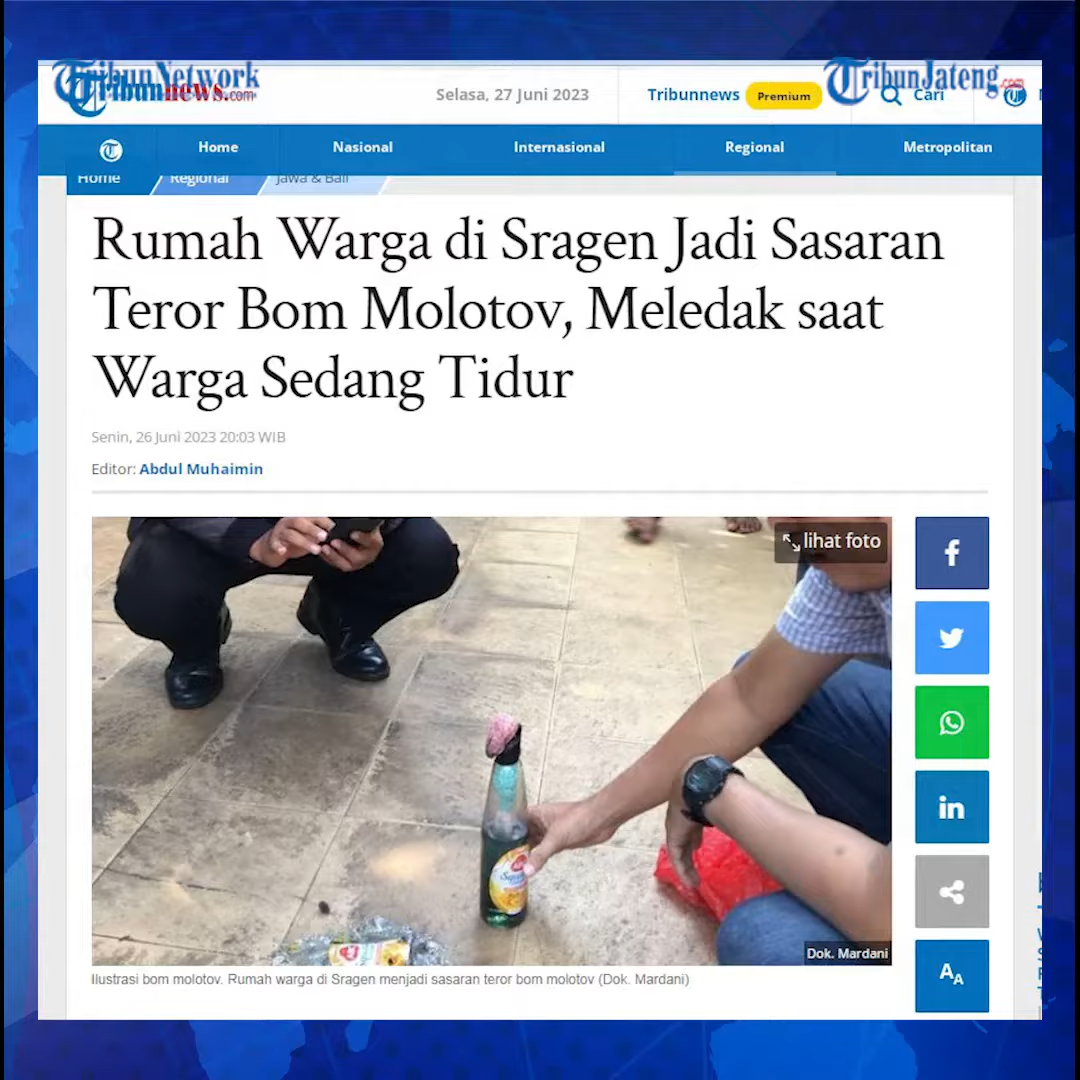 TribunNetwork
Tribunnews.com
Selasa, 27 Juni 2023
Tribunnews Premium
TribunJateng.com
Cari
Home Nasional Internasional Regional Metropolitan
Home Regional Jawa & Bali
Rumah Warga di Sragen Jadi Sasaran
Teror Bom Molotov, Meledak saat
Warga Sedang Tidur
Senin, 26 Juni 2023 20:03 WIB
Editor: Abdul Muhaimin
lihat foto
Dok. Mardani
Ilustrasi bom molotov. Rumah warga di Sragen menjadi sasaran teror bom molotov (Dok. Mardani)
AA